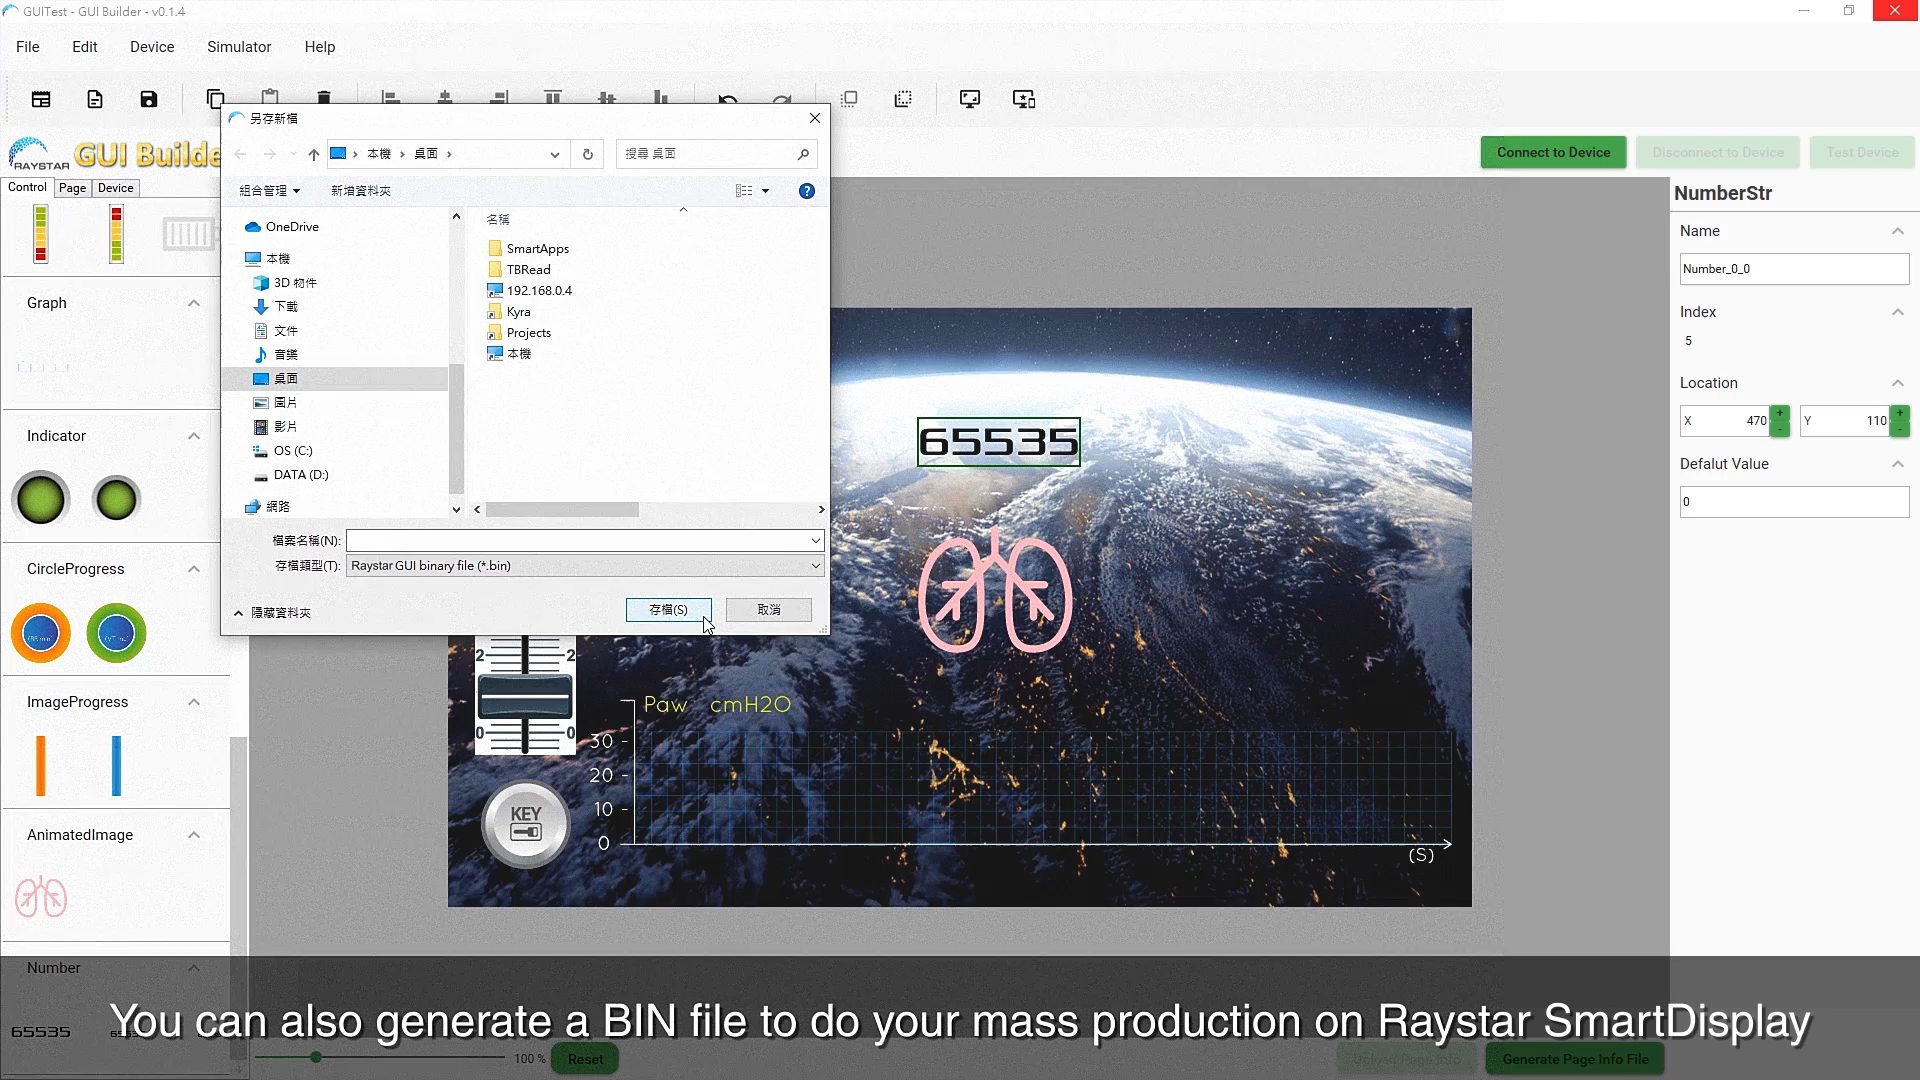 GUITest - GUI Builder - v0.1.4
File
Edit
Device
Simulator
Help
另存新檔
本機
桌面
搜尋 桌面
RAYSTAR
GUI Builde
Connect to Device
Disconnect to Device
Test Device
Control
Page
Device
組合管理
新增資料夾
NumberStr
OneDrive
本機
3D 物件
下載
文件
音樂
桌面
圖片
影片
OS (C:)
DATA (D:)
網路
名稱
SmartApps
TBRead
192.168.0.4
Kyra
Projects
本機
檔案名稱(N):
存檔類型(T):
Raystar GUI binary file (*.bin)
隱藏資料夾
存檔(S)
取消
Graph
Indicator
CircleProgress
ImageProgress
AnimatedImage
Number
65535
Name
Number_0_0
Index
5
Location
X
470
+
-
Y
110
+
-
Defalut Value
0
65535
2
2
0
0
KEY
Paw cmH2O
30
20
10
0
(S)
You can also generate a BIN file to do your mass production on Raystar SmartDisplay
100 %
Reset
Upload Page Info
Generate Page Info File